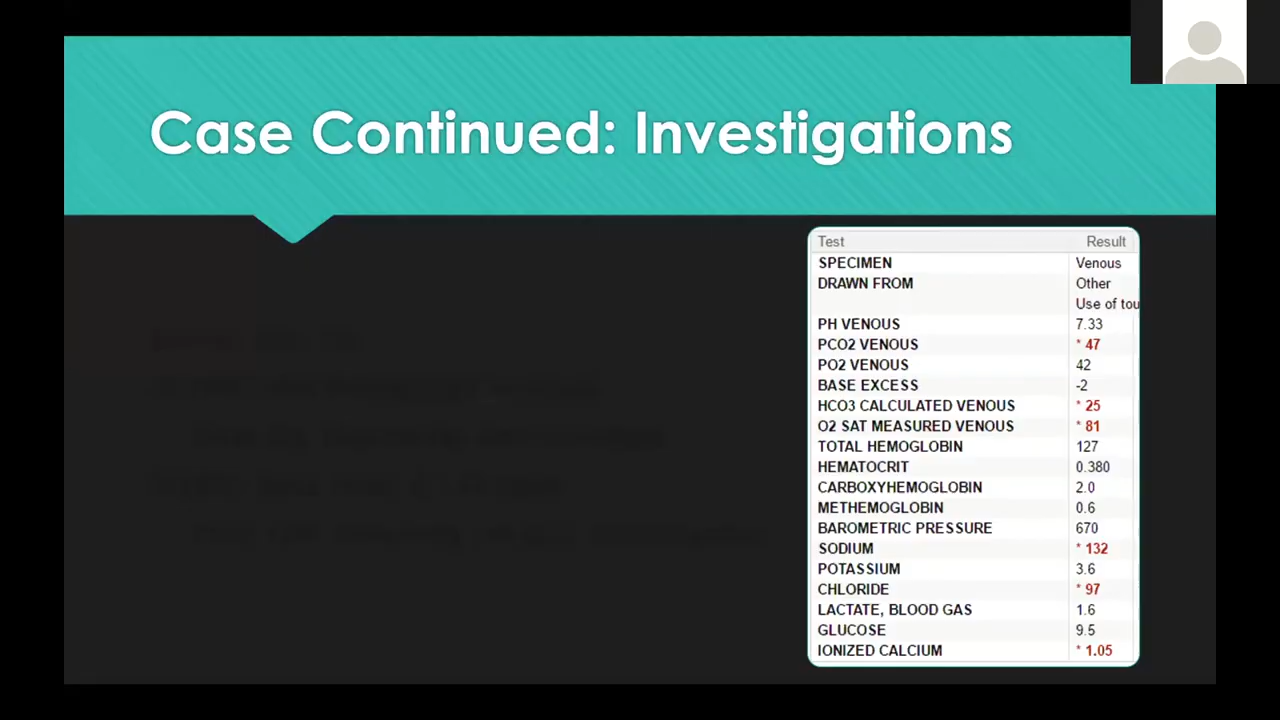 Case Continued: Investigations
Test Result
SPECIMEN Venous
DRAWN FROM Other
Use of tou
PH VENOUS 7.33
PCO2 VENOUS * 47
PO2 VENOUS 42
BASE EXCESS -2
HCO3 CALCULATED VENOUS * 25
O2 SAT MEASURED VENOUS * 81
TOTAL HEMOGLOBIN 127
HEMATOCRIT 0.380
CARBOXYHEMOGLOBIN 2.0
METHEMOGLOBIN 0.6
BAROMETRIC PRESSURE 670
SODIUM * 132
POTASSIUM 3.6
CHLORIDE * 97
LACTATE, BLOOD GAS 1.6
GLUCOSE 9.5
IONIZED CALCIUM * 1.05